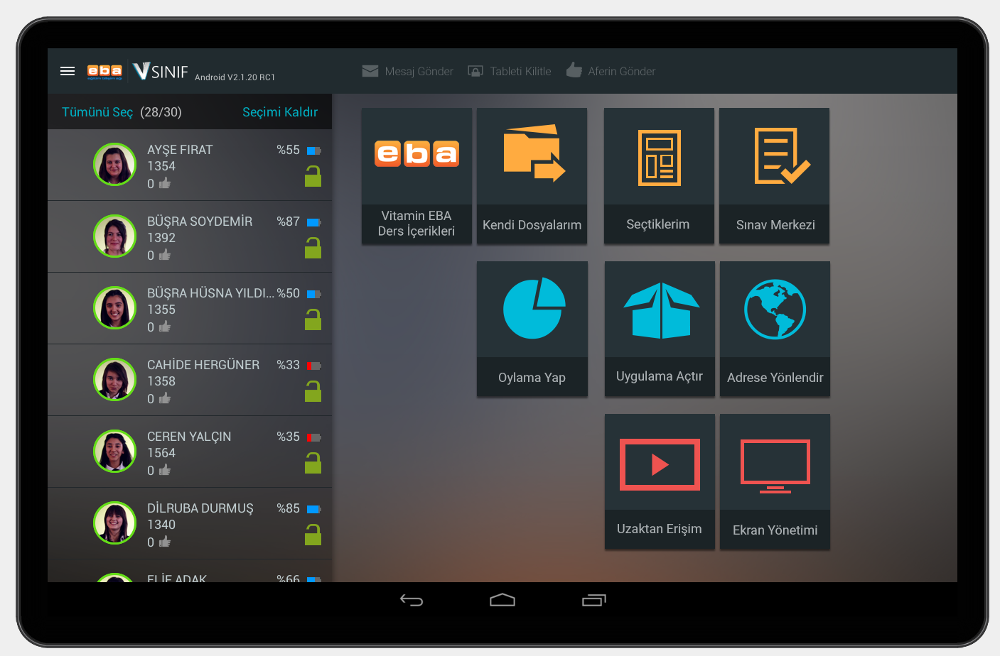 eba
VSINIF Android V2.1.20 RC1
Mesaj Gönder
Tableti Kilitle
Aferin Gönder
Tümünü Seç (28/30) Seçimi Kaldır
AYŞE FIRAT %55
1354
0
BÜŞRA SOYDEMİR %87
1392
0
BÜŞRA HÜSNA YILDI... %50
1355
0
CAHİDE HERGÜNER %33
1358
0
CEREN YALÇIN %35
1564
0
DİLRUBA DURMUŞ %85
1340
0
ELİF ADAK %66
eba
Vitamin EBA
Ders İçerikleri
Kendi Dosyalarım
Seçtiklerim
Sınav Merkezi
Oylama Yap
Uygulama Açtır
Adrese Yönlendir
Uzaktan Erişim
Ekran Yönetimi